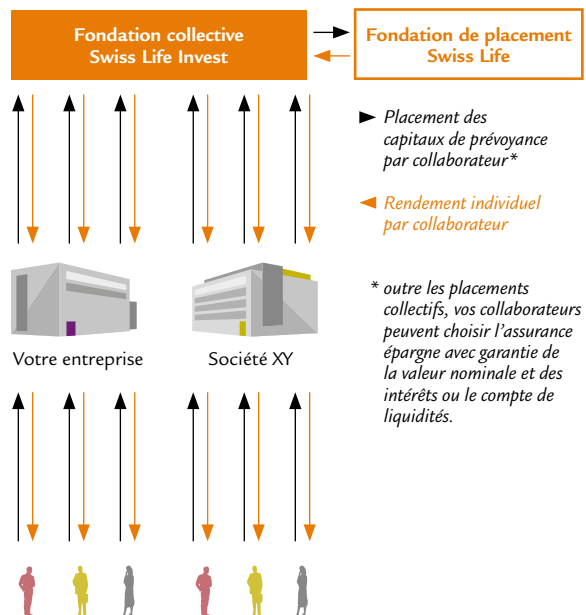 Fondation collective
Swiss Life Invest
Fondation de placement
Swiss Life
Placement des
capitaux de prévoyance
par collaborateur*
Rendement individuel
par collaborateur
* outre les placements
collectifs, vos collaborateurs
peuvent choisir l’assurance
épargne avec garantie de
la valeur nominale et des
intérêts ou le compte de
liquidités.
Votre entreprise
Société XY